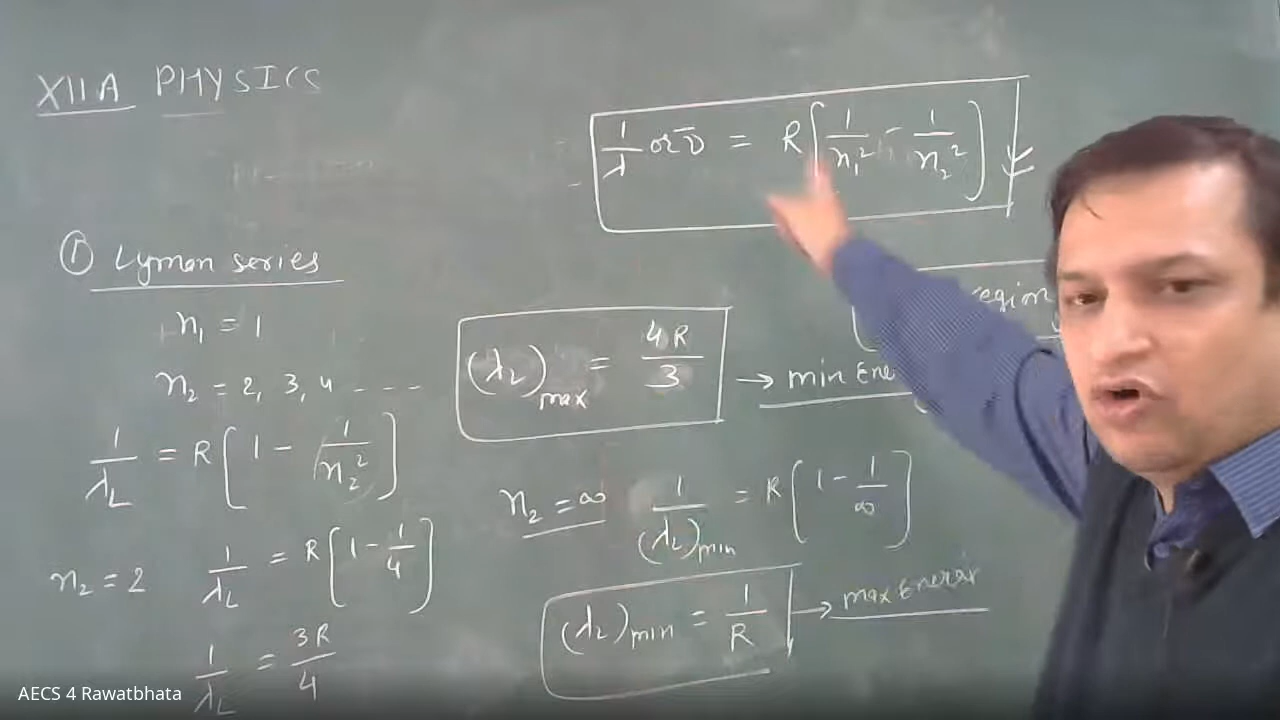 XII A PHYSICS
1/λ or ν̄ = R[1/n₁² - 1/n₂²]
① Lyman series
n₁ = 1
n₂ = 2, 3, 4 - - -
1/λL = R[1 - 1/n₂²]
n₂ = 2 1/λL = R[1 - 1/4]
1/λL = 3R/4
region
(λL)max = 4R/3 → min Ene
n₂ = ∞ 1/(λL)min = R[1 - 1/∞]
(λL)min = 1/R → max Energy
AECS 4 Rawatbhata